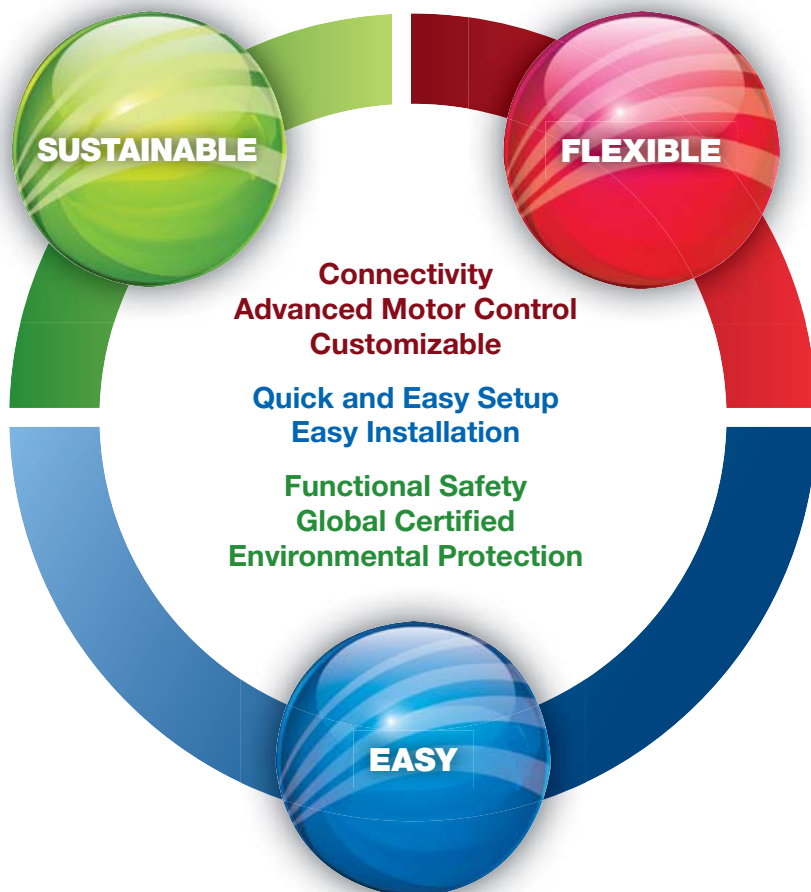 SUSTAINABLE
FLEXIBLE
Connectivity
Advanced Motor Control
Customizable
Quick and Easy Setup
Easy Installation
Functional Safety
Global Certified
Environmental Protection
EASY